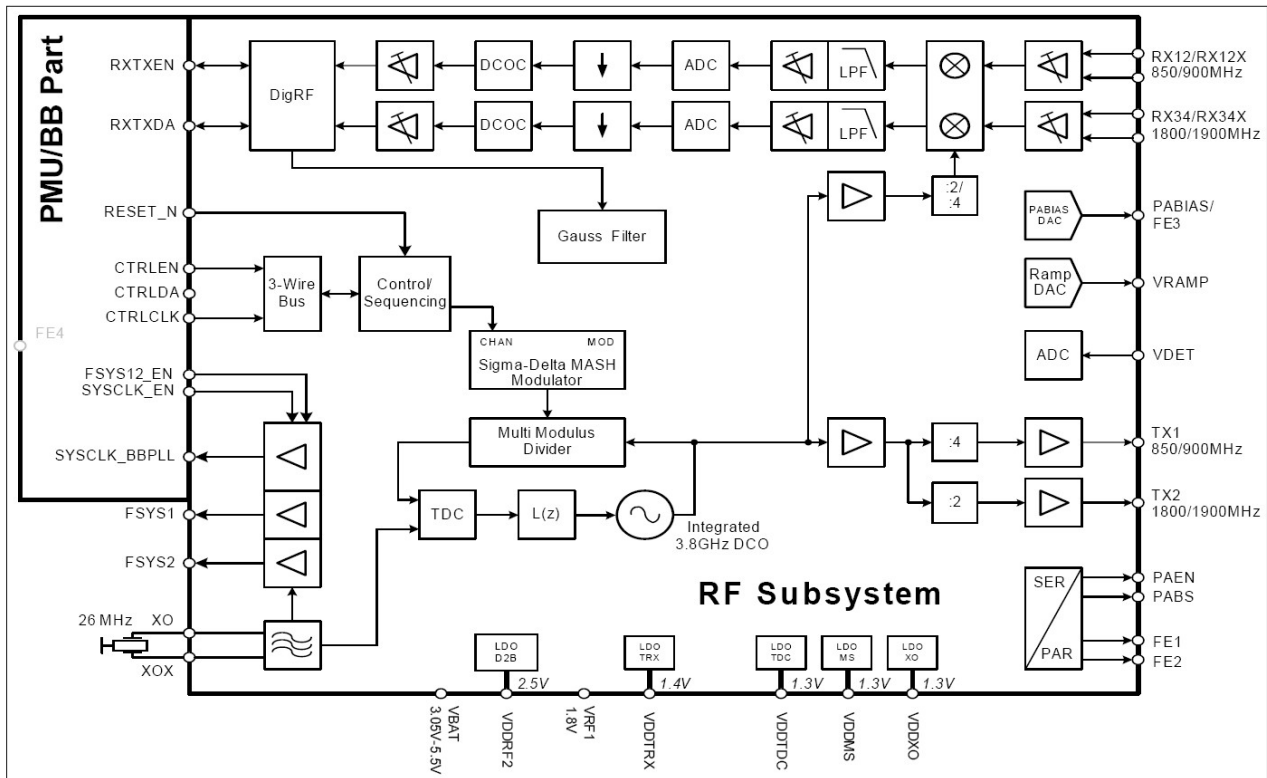 PMU/BB Part
RXTXEN
RXTXDA
RESET_N
CTRLEN
CTRLDA
CTRLCLK
FE4
FSYS12_EN
SYSCLK_EN
SYSCLK_BBPLL
FSYS1
FSYS2
26 MHz
XO
XOX
DigRF
DCOC
ADC
LPF
DCOC
ADC
LPF
RX12/RX12X
850/900MHz
RX34/RX34X
1800/1900MHz
:2/
:4
Gauss Filter
3-Wire
Bus
Control/
Sequencing
CHAN MOD
Sigma-Delta MASH
Modulator
Multi Modulus
Divider
TDC
L(z)
Integrated
3.8GHz DCO
PABIAS
DAC
PABIAS/
FE3
Ramp
DAC
VRAMP
ADC
VDET
:4
TX1
850/900MHz
:2
TX2
1800/1900MHz
RF Subsystem
SER
PAR
PAEN
PABS
FE1
FE2
LDO
D2B
2.5V
LDO
TRX
1.4V
LDO
TDC
1.3V
LDO
MS
1.3V
LDO
XO
1.3V
VBAT
3.05V-5.5V
VDDRF2
VRF1
1.8V
VDDTRX
VDDTDC
VDDMS
VDDXO